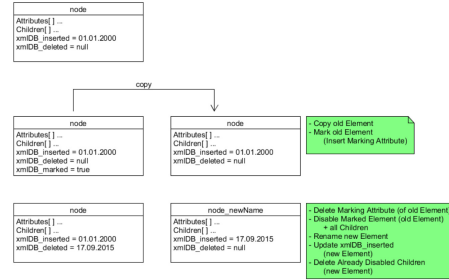 node
Attributes[ ] ...
Children[ ] ...
xmlDB_inserted = 01.01.2000
xmlDB_deleted = null
copy
node
Attributes[ ] ...
Children[ ] ...
xmlDB_inserted = 01.01.2000
xmlDB_deleted = null
xmlDB_marked = true
node
Attributes[ ] ...
Children[ ] ...
xmlDB_inserted = 01.01.2000
xmlDB_deleted = null
- Copy old Element
- Mark old Element
(Insert Marking Attribute)
node
Attributes[ ] ...
Children[ ] ...
xmlDB_inserted = 01.01.2000
xmlDB_deleted = 17.09.2015
node_newName
Attributes[ ] ...
Children[ ] ...
xmlDB_inserted = 17.09.2015
xmlDB_deleted = null
- Delete Marking Attribute (of old Element)
- Disable Marked Element (old Element)
+ all Children
- Rename new Element
- Update xmlDB_inserted
(new Element)
- Delete Already Disabled Children
(new Element)